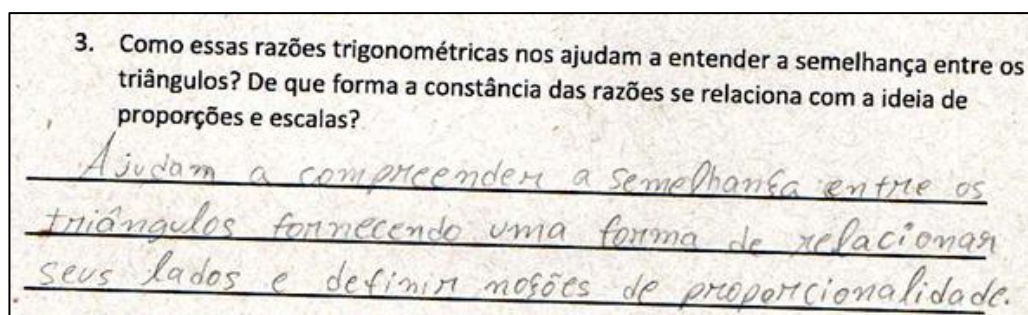 3. Como essas razões trigonométricas nos ajudam a entender a semelhança entre os
triângulos? De que forma a constância das razões se relaciona com a ideia de
proporções e escalas?
Ajudam a compreender a semelhança entre os
triângulos fornecendo uma forma de relacionar
seus lados e definir noções de proporcionalidade.